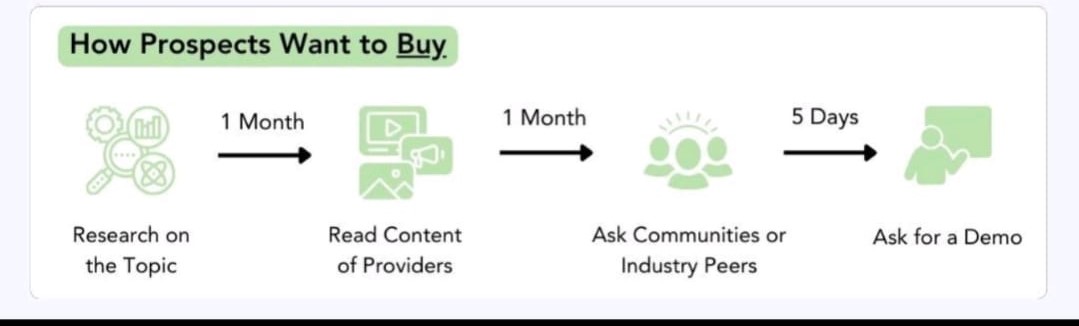 How Prospects Want to Buy
1 Month
1 Month
5 Days
Research on
the Topic
Read Content
of Providers
Ask Communities or
Industry Peers
Ask for a Demo